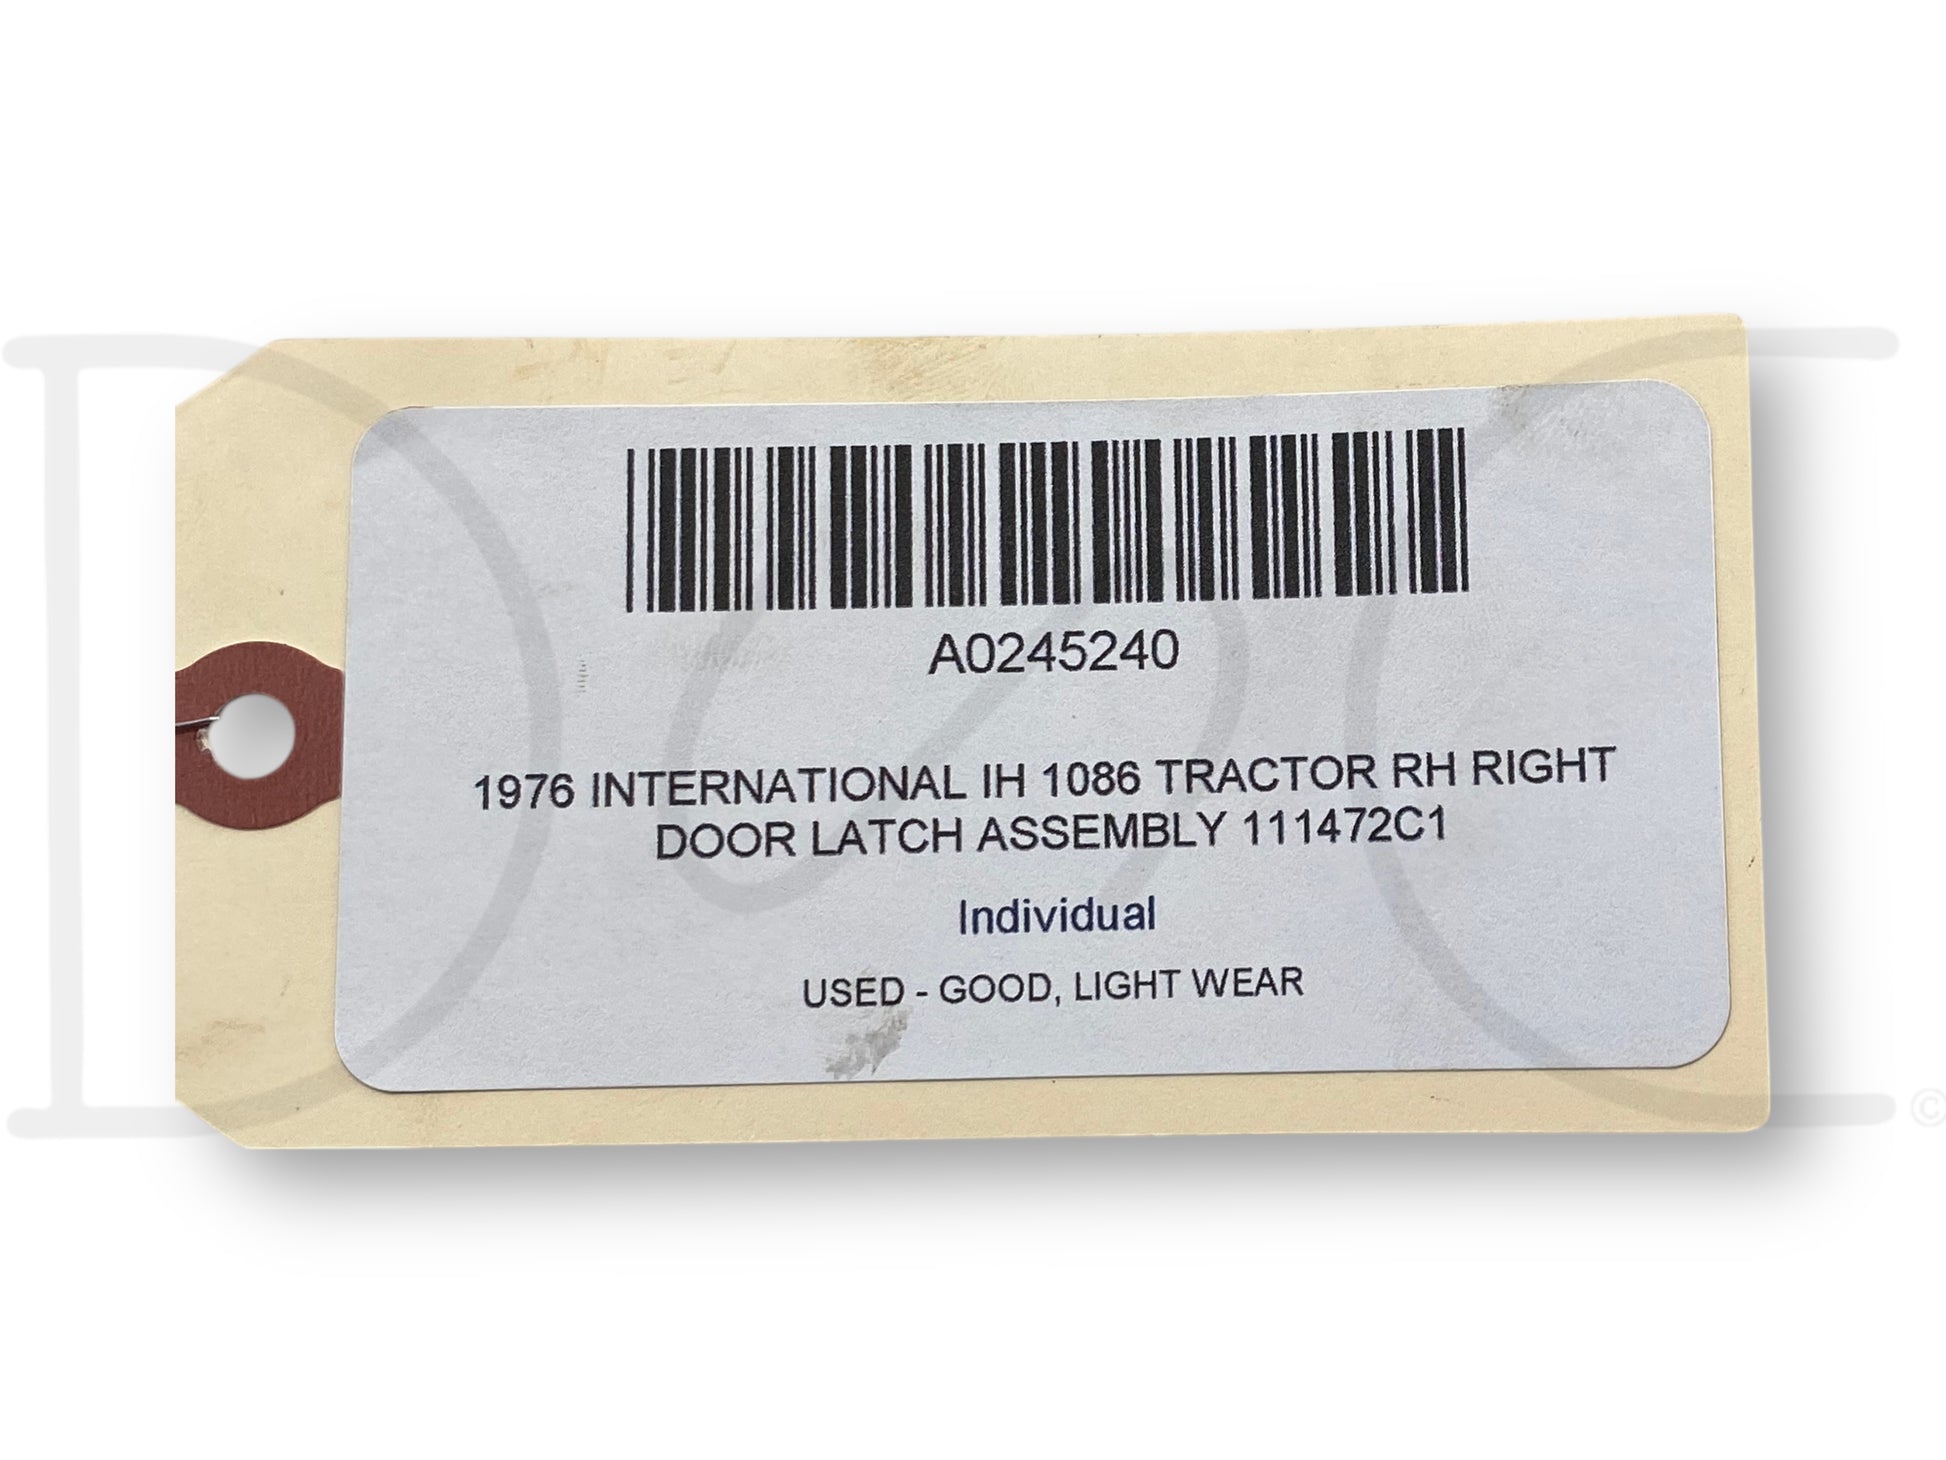 A0245240
1976 INTERNATIONAL IH 1086 TRACTOR RH RIGHT
DOOR LATCH ASSEMBLY 111472C1
Individual
USED - GOOD, LIGHT WEAR
©